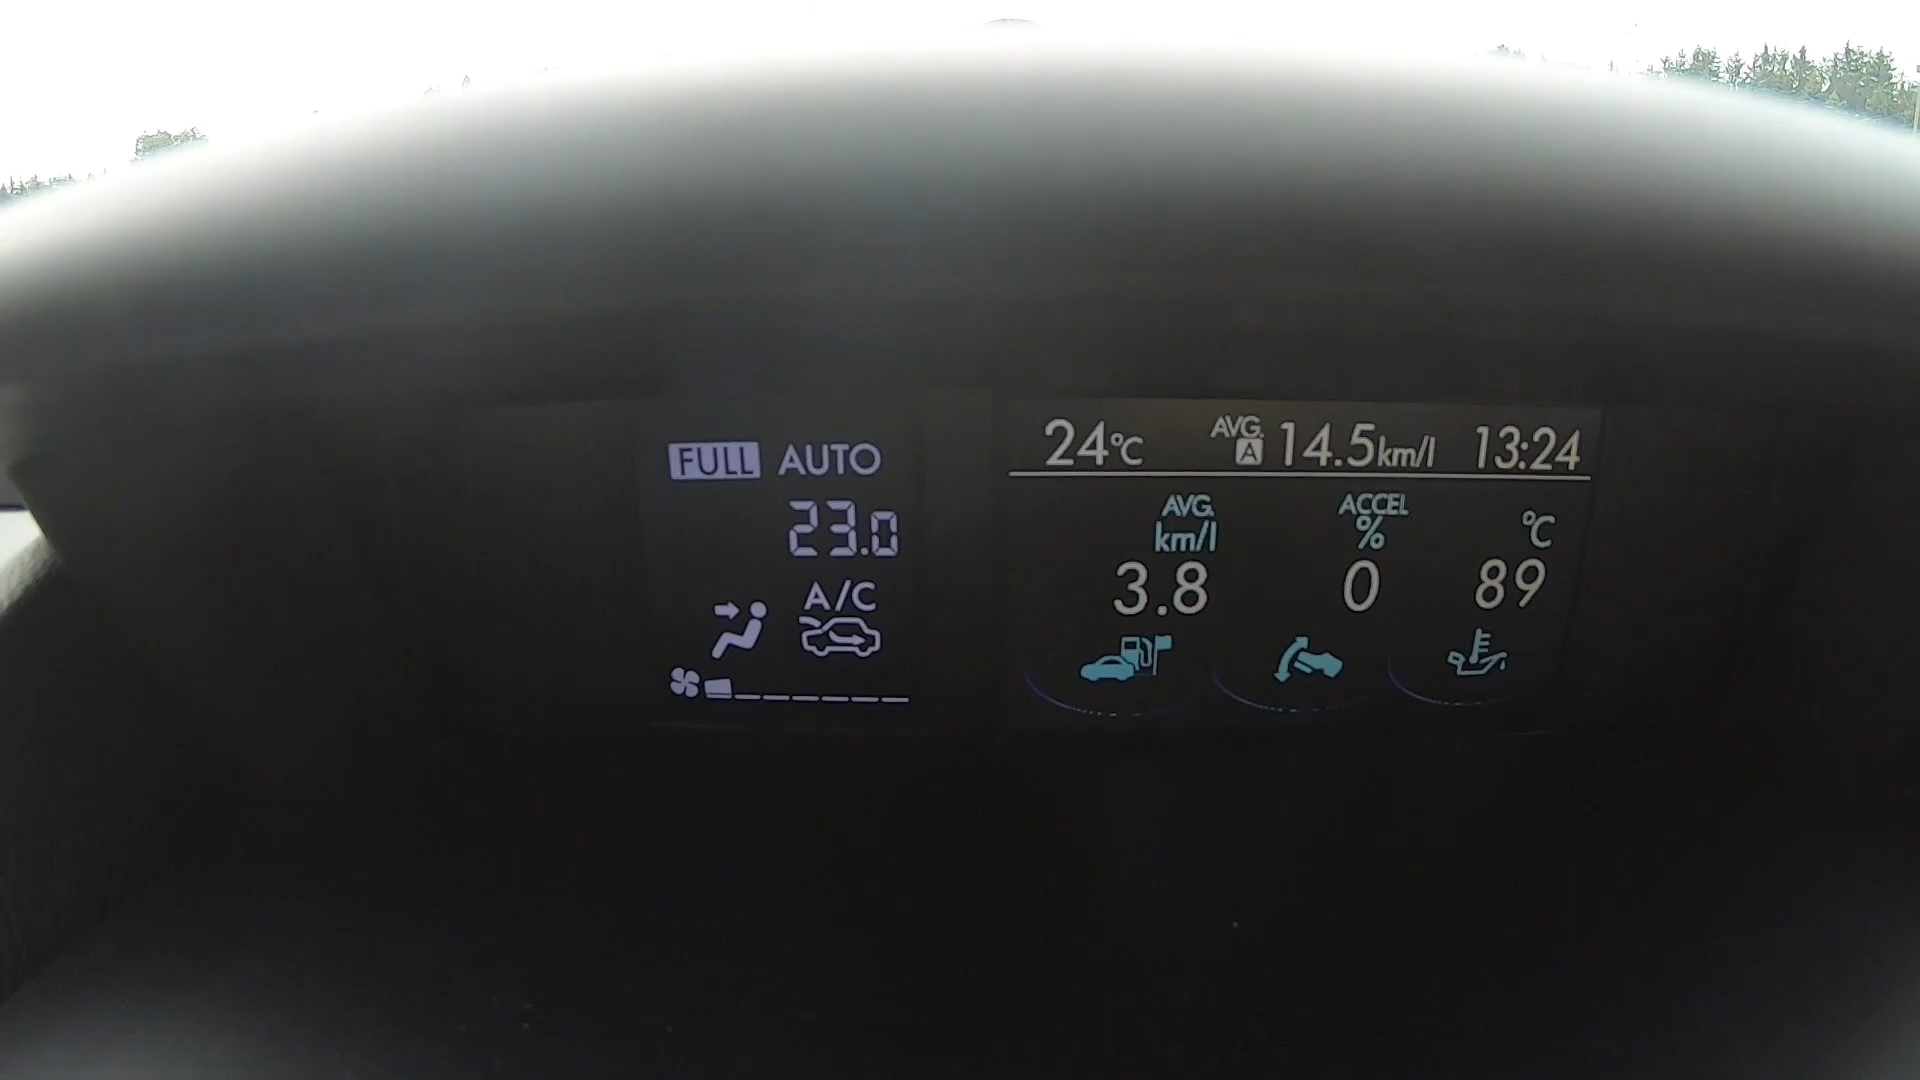 FULL AUTO
23.0
A/C
24°C AVG. A 14.5km/l 13:24
AVG. km/l
ACCEL %
°C
3.8 0 89